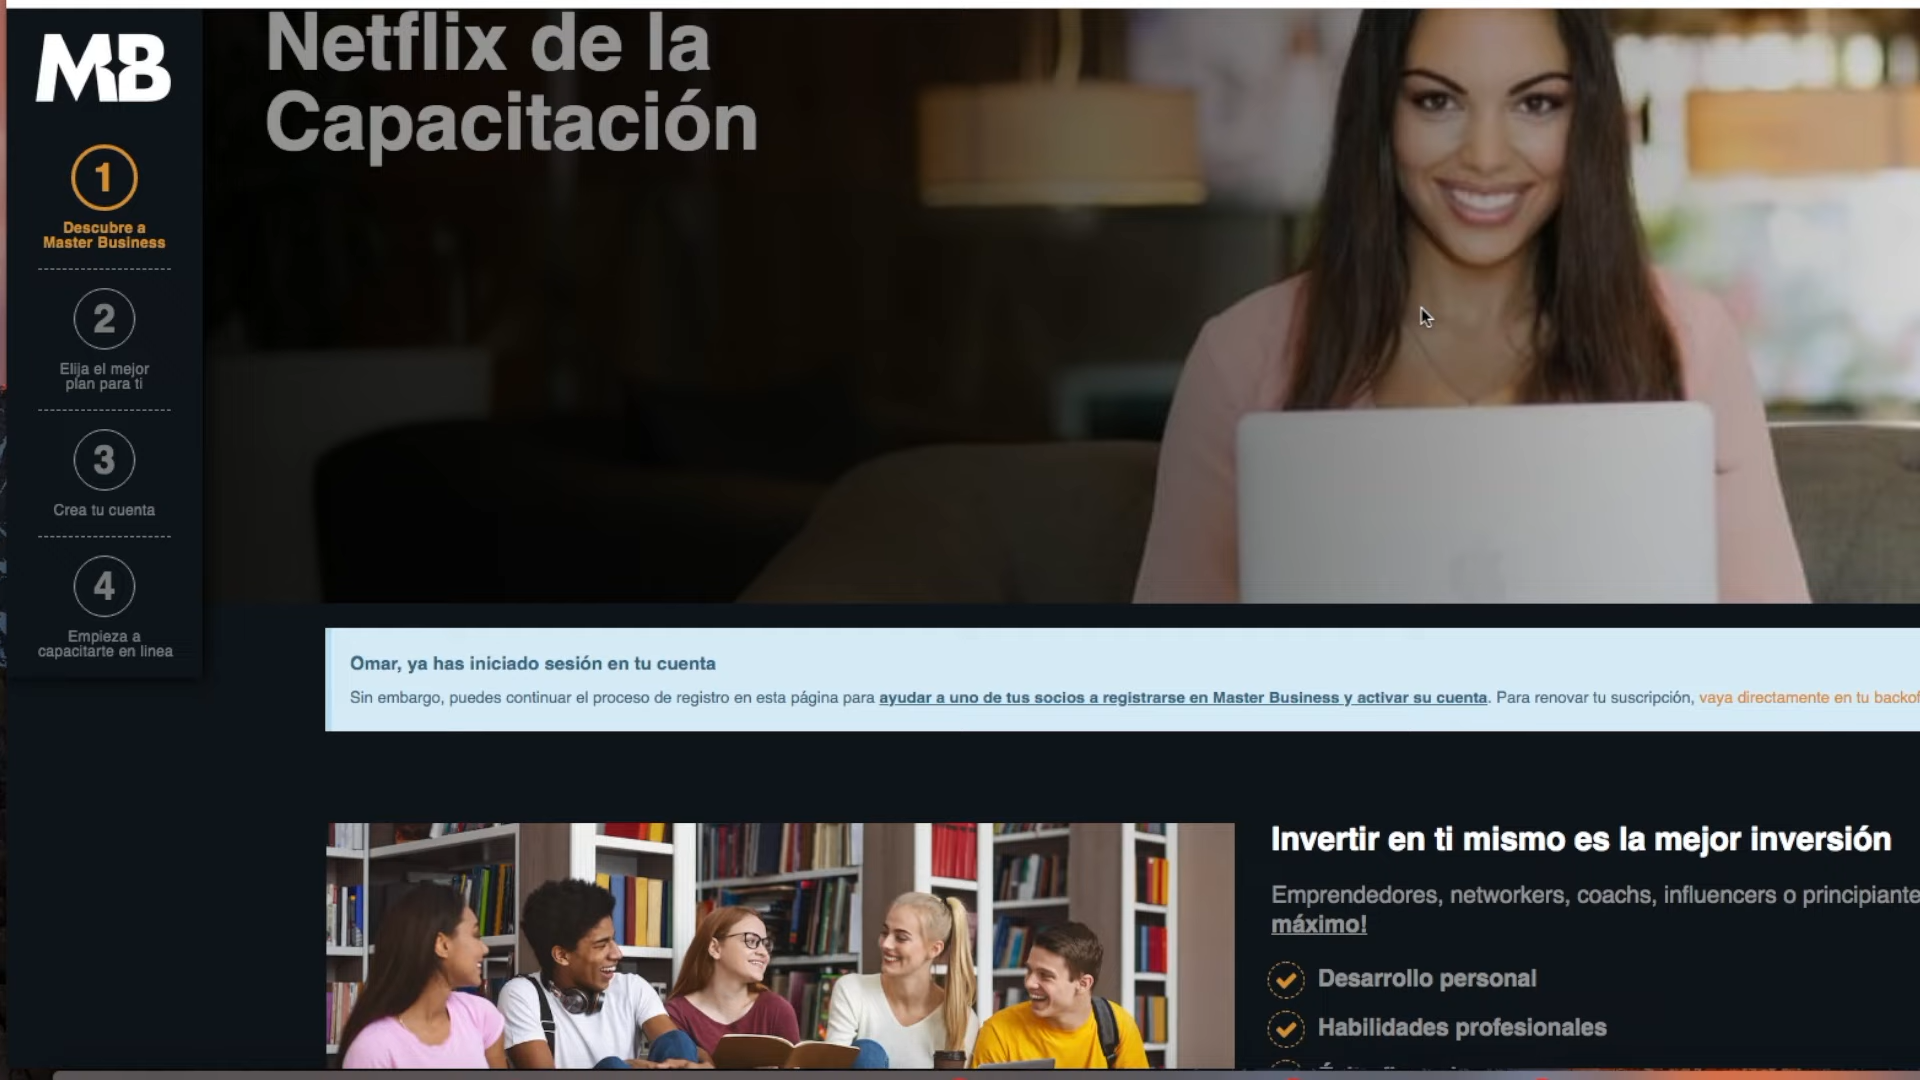 MB
Netflix de la
Capacitación
1
Descubre a
Master Business
2
Elija el mejor
plan para ti
3
Crea tu cuenta
4
Empieza a
capacitarte en linea
Omar, ya has iniciado sesión en tu cuenta
Sin embargo, puedes continuar el proceso de registro en esta página para ayudar a uno de tus socios a registrarse en Master Business y activar su cuenta. Para renovar tu suscripción, vaya directamente en tu backof
Invertir en ti mismo es la mejor inversión
Emprendedores, networkers, coachs, influencers o principiante
máximo!
Desarrollo personal
Habilidades profesionales